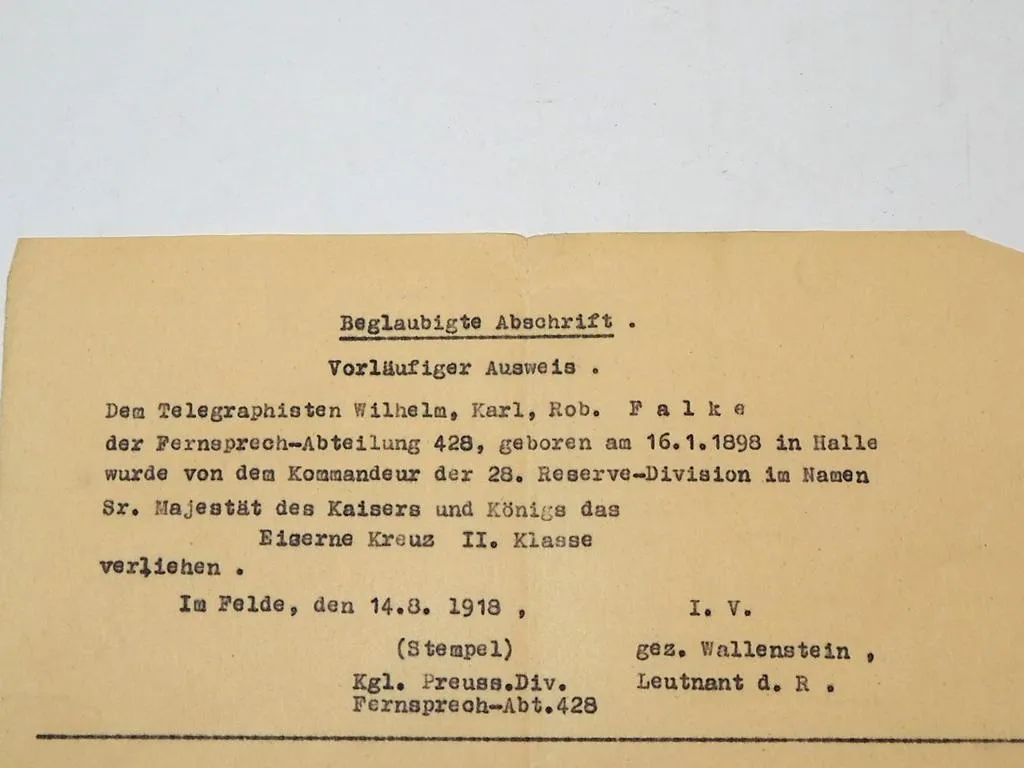 Beglaubigte Abschrift .
Vorläufiger Ausweis .
Dem Telegraphisten Wilhelm, Karl, Rob. F a l k e
der Fernsprech-Abteilung 428, geboren am 16.1.1898 in Halle
wurde von dem Kommandeur der 28. Reserve-Division im Namen
Sr. Majestät des Kaisers und Königs das
Eiserne Kreuz II. Klasse
verliehen .
Im Felde, den 14.8. 1918 , I. V.
(Stempel) gez. Wallenstein ,
Kgl. Preuss.Div. Leutnant d. R .
Fernsprech-Abt.428